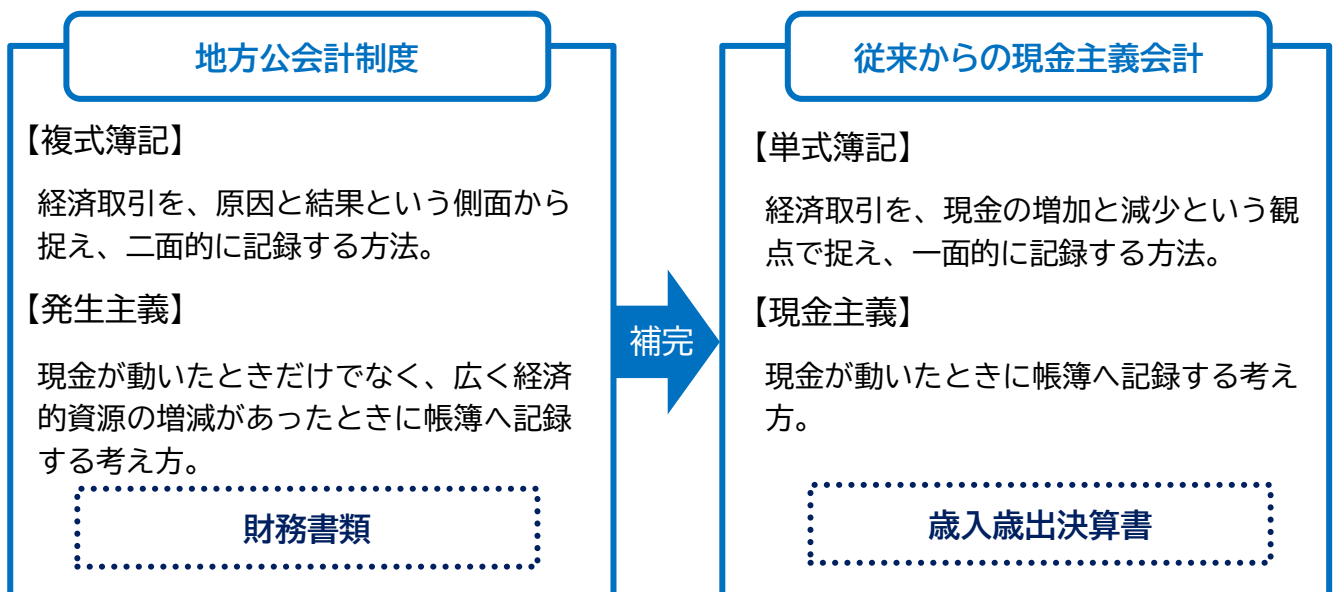 地方公会計制度
【複式簿記】
経済取引を、原因と結果という側面から
捉え、二面的に記録する方法。
【発生主義】
現金が動いたときだけでなく、広く経済
的資源の増減があったときに帳簿へ記録
する考え方。
財務書類
補完
従来からの現金主義会計
【単式簿記】
経済取引を、現金の増加と減少という観
点で捉え、一面的に記録する方法。
【現金主義】
現金が動いたときに帳簿へ記録する考え
方。
歳入歳出決算書